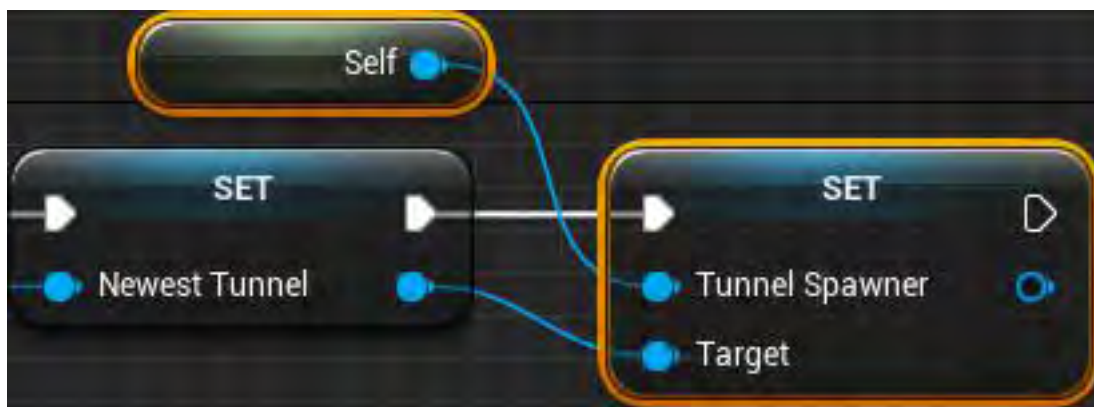 Self
SET
SET
Newest Tunnel
Tunnel Spawner
Target